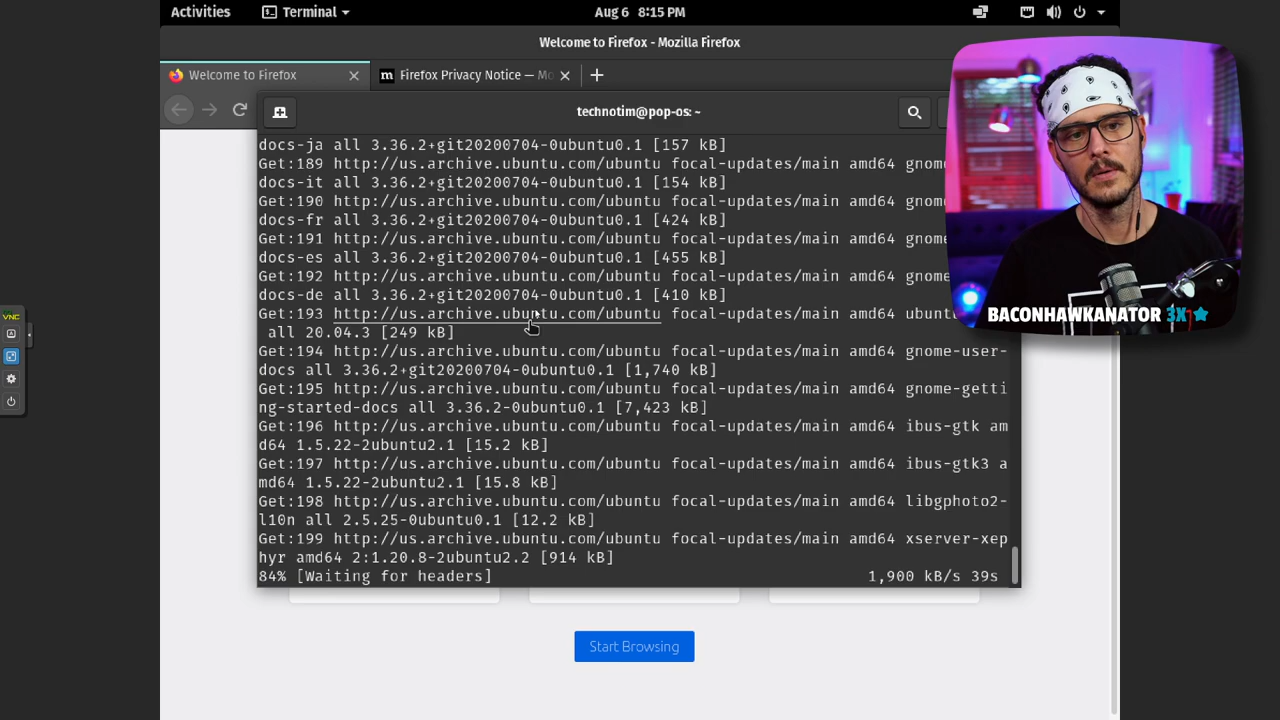 Activities
Terminal
Aug 6 8:15 PM
Welcome to Firefox - Mozilla Firefox
Welcome to Firefox
Firefox Privacy Notice — Mo
technotim@pop-os: ~
docs-ja all 3.36.2+git20200704-0ubuntu0.1 [157 kB]
Get:189 http://us.archive.ubuntu.com/ubuntu focal-updates/main amd64 gnome-
docs-it all 3.36.2+git20200704-0ubuntu0.1 [154 kB]
Get:190 http://us.archive.ubuntu.com/ubuntu focal-updates/main amd64 gnome-
docs-fr all 3.36.2+git20200704-0ubuntu0.1 [424 kB]
Get:191 http://us.archive.ubuntu.com/ubuntu focal-updates/main amd64 gnome-
docs-es all 3.36.2+git20200704-0ubuntu0.1 [455 kB]
Get:192 http://us.archive.ubuntu.com/ubuntu focal-updates/main amd64 gnome-
docs-de all 3.36.2+git20200704-0ubuntu0.1 [410 kB]
Get:193 http://us.archive.ubuntu.com/ubuntu focal-updates/main amd64 ubunt
all 20.04.3 [249 kB]
Get:194 http://us.archive.ubuntu.com/ubuntu focal-updates/main amd64 gnome-user-
docs all 3.36.2+git20200704-0ubuntu0.1 [1,740 kB]
Get:195 http://us.archive.ubuntu.com/ubuntu focal-updates/main amd64 gnome-getti
ng-started-docs all 3.36.2-0ubuntu0.1 [7,423 kB]
Get:196 http://us.archive.ubuntu.com/ubuntu focal-updates/main amd64 ibus-gtk am
d64 1.5.22-2ubuntu2.1 [15.2 kB]
Get:197 http://us.archive.ubuntu.com/ubuntu focal-updates/main amd64 ibus-gtk3 a
md64 1.5.22-2ubuntu2.1 [15.8 kB]
Get:198 http://us.archive.ubuntu.com/ubuntu focal-updates/main amd64 libgphoto2-
l10n all 2.5.25-0ubuntu0.1 [12.2 kB]
Get:199 http://us.archive.ubuntu.com/ubuntu focal-updates/main amd64 xserver-xep
hyr amd64 2:1.20.8-2ubuntu2.2 [914 kB]
84% [Waiting for headers] 1,900 kB/s 39s
BACONHAWKANATOR 3X
VNC
A
Start Browsing